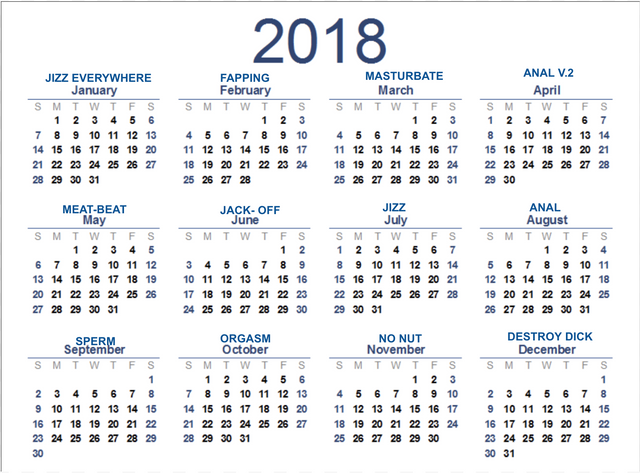 2018
JIZZ EVERYWHERE
January
S M T W T F S
1 2 3 4 5 6
7 8 9 10 11 12 13
14 15 16 17 18 19 20
21 22 23 24 25 26 27
28 29 30 31
FAPPING
February
S M T W T F S
1 2 3
4 5 6 7 8 9 10
11 12 13 14 15 16 17
18 19 20 21 22 23 24
25 26 27 28
MASTURBATE
March
S M T W T F S
1 2 3
4 5 6 7 8 9 10
11 12 13 14 15 16 17
18 19 20 21 22 23 24
25 26 27 28 29 30 31
ANAL V.2
April
S M T W T F S
1 2 3 4 5 6 7
8 9 10 11 12 13 14
15 16 17 18 19 20 21
22 23 24 25 26 27 28
29 30
MEAT-BEAT
May
S M T W T F S
1 2 3 4 5
6 7 8 9 10 11 12
13 14 15 16 17 18 19
20 21 22 23 24 25 26
27 28 29 30 31
JACK- OFF
June
S M T W T F S
1 2
3 4 5 6 7 8 9
10 11 12 13 14 15 16
17 18 19 20 21 22 23
24 25 26 27 28 29 30
JIZZ
July
S M T W T F S
1 2 3 4 5 6 7
8 9 10 11 12 13 14
15 16 17 18 19 20 21
22 23 24 25 26 27 28
29 30 31
ANAL
August
S M T W T F S
1 2 3 4
5 6 7 8 9 10 11
12 13 14 15 16 17 18
19 20 21 22 23 24 25
26 27 28 29 30 31
SPERM
September
S M T W T F S
1
2 3 4 5 6 7 8
9 10 11 12 13 14 15
16 17 18 19 20 21 22
23 24 25 26 27 28 29
30
ORGASM
October
S M T W T F S
1 2 3 4 5 6
7 8 9 10 11 12 13
14 15 16 17 18 19 20
21 22 23 24 25 26 27
28 29 30 31
NO NUT
November
S M T W T F S
1 2 3
4 5 6 7 8 9 10
11 12 13 14 15 16 17
18 19 20 21 22 23 24
25 26 27 28 29 30
DESTROY DICK
December
S M T W T F S
1
2 3 4 5 6 7 8
9 10 11 12 13 14 15
16 17 18 19 20 21 22
23 24 25 26 27 28 29
30 31